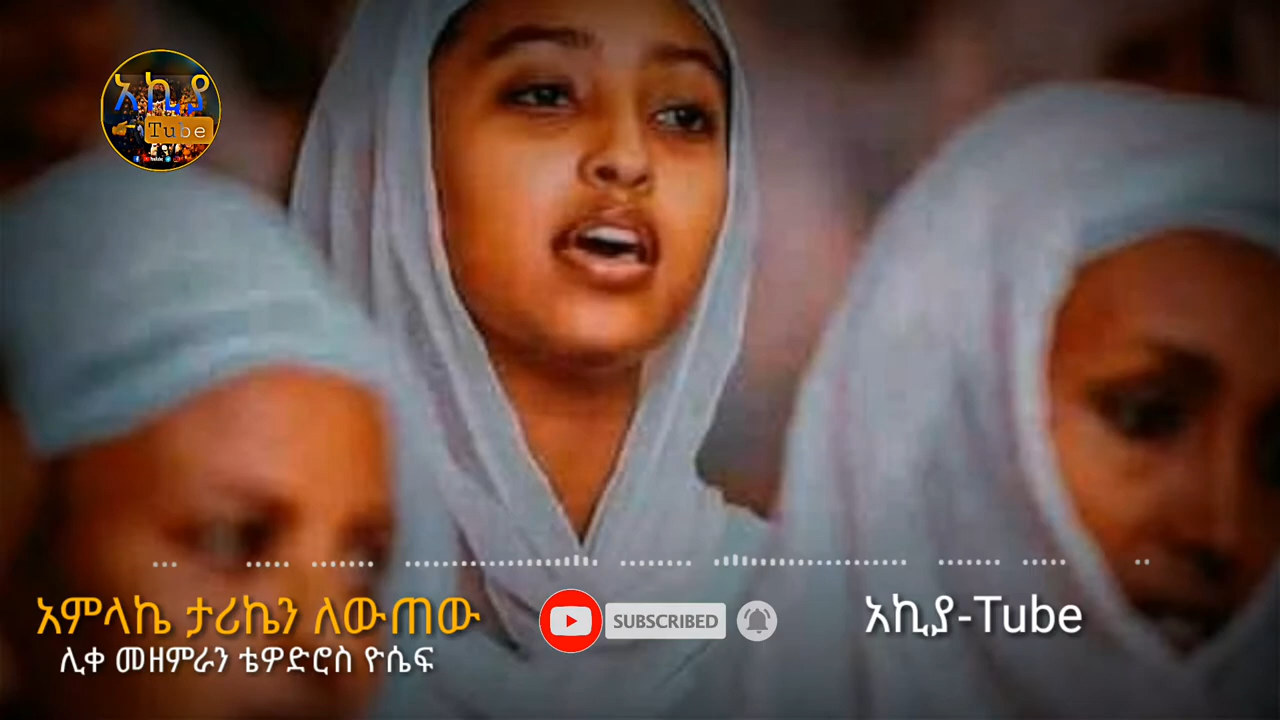 አኪያ
Tube
አምላኬ ታሪኬን ለውጠው
ሊቀ መዘምራን ቴዎድሮስ ዮሴፍ
SUBSCRIBED
አኪያ-Tube